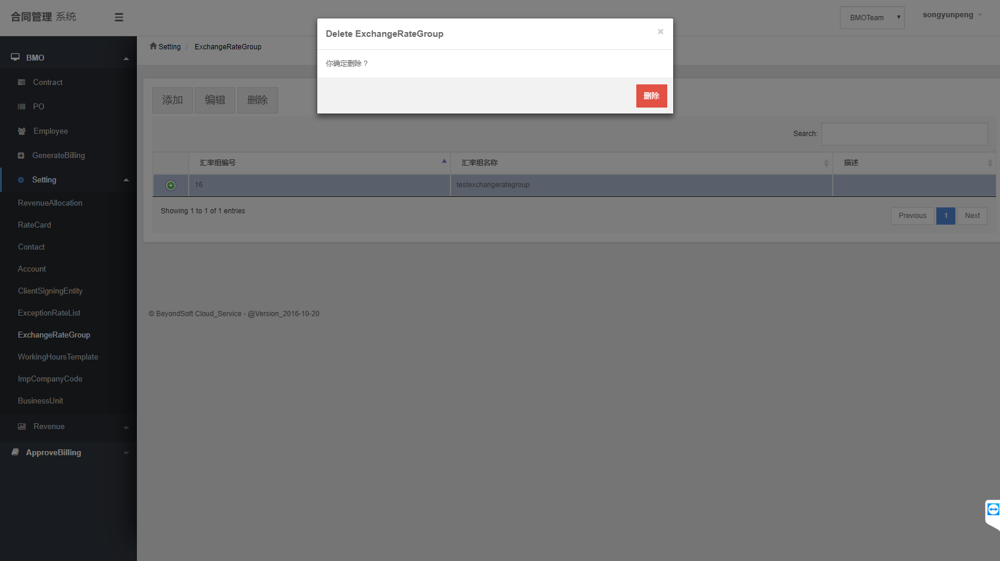 合同管理 系统
BMOTeam
songyunpeng
Delete ExchangeRateGroup
×
你确定删除？
删除
BMO
Contract
PO
Employee
GenerateBilling
Setting
RevenueAllocation
RateCard
Contact
Account
ClientSigningEntity
ExceptionRateList
ExchangeRateGroup
WorkingHoursTemplate
ImpCompanyCode
BusinessUnit
Revenue
ApproveBilling
Setting / ExchangeRateGroup
添加 编辑 删除
Search:
汇率组编号 汇率组名称 描述
16 testexchangerategroup
Showing 1 to 1 of 1 entries
Previous 1 Next
© BeyondSoft Cloud_Service - @Version_2016-10-20